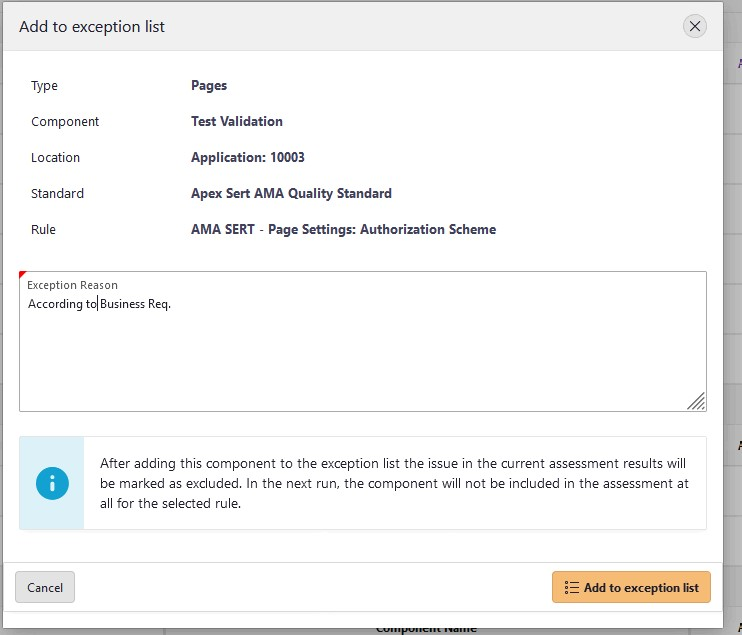 Add to exception list
Type Pages
Component Test Validation
Location Application: 10003
Standard Apex Sert AMA Quality Standard
Rule AMA SERT - Page Settings: Authorization Scheme
Exception Reason
According to Business Req.
After adding this component to the exception list the issue in the current assessment results will
be marked as excluded. In the next run, the component will not be included in the assessment at
all for the selected rule.
Cancel Add to exception list
Component Name